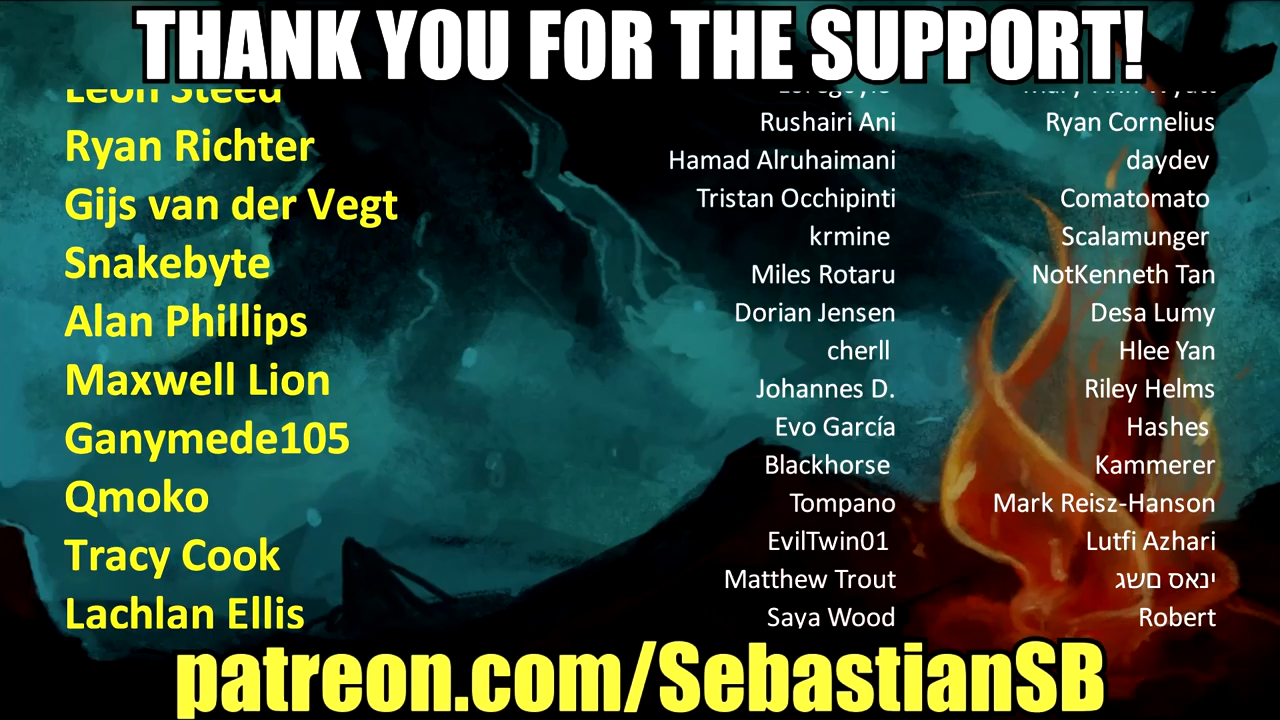 THANK YOU FOR THE SUPPORT!
Leon Steed
Ryan Richter
Gijs van der Vegt
Snakebyte
Alan Phillips
Maxwell Lion
Ganymede105
Qmoko
Tracy Cook
Lachlan Ellis
Rushairi Ani
Hamad Alruhaimani
Tristan Occhipinti
krmine
Miles Rotaru
Dorian Jensen
cherll
Johannes D.
Evo García
Blackhorse
Tompano
EvilTwin01
Matthew Trout
Saya Wood
Ryan Cornelius
daydev
Comatomato
Scalamunger
NotKenneth Tan
Desa Lumy
Hlee Yan
Riley Helms
Hashes
Kammerer
Mark Reisz-Hanson
Lutfi Azhari
ינאס םשג
Robert
patreon.com/SebastianSB